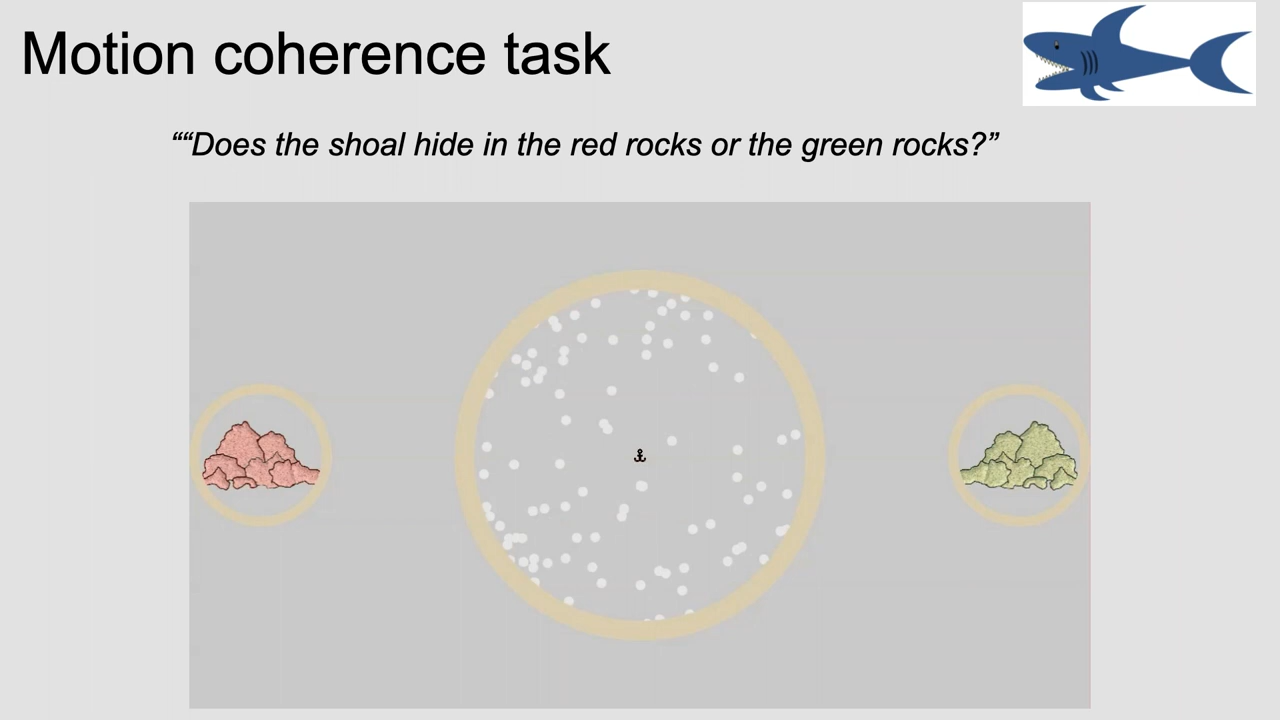 Motion coherence task
““Does the shoal hide in the red rocks or the green rocks?”